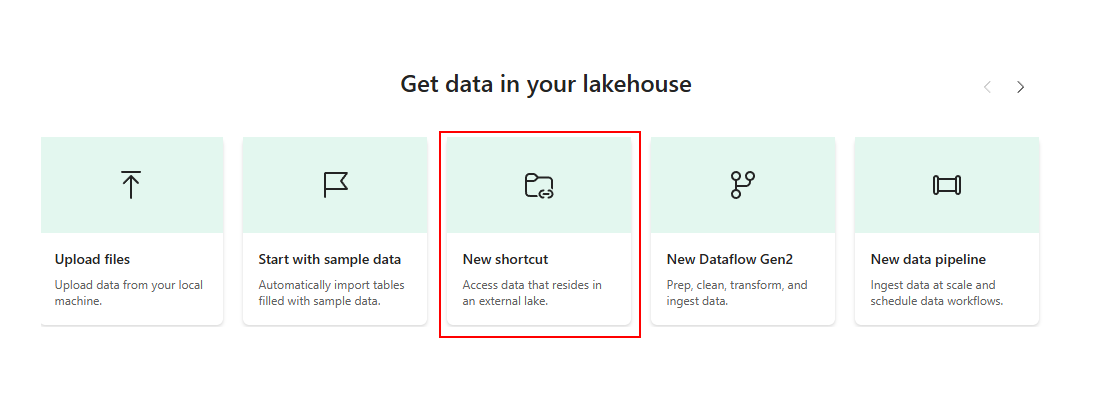 Get data in your lakehouse
Upload files
Upload data from your local
machine.
Start with sample data
Automatically import tables
filled with sample data.
New shortcut
Access data that resides in
an external lake.
New Dataflow Gen2
Prep, clean, transform, and
ingest data.
New data pipeline
Ingest data at scale and
schedule data workflows.